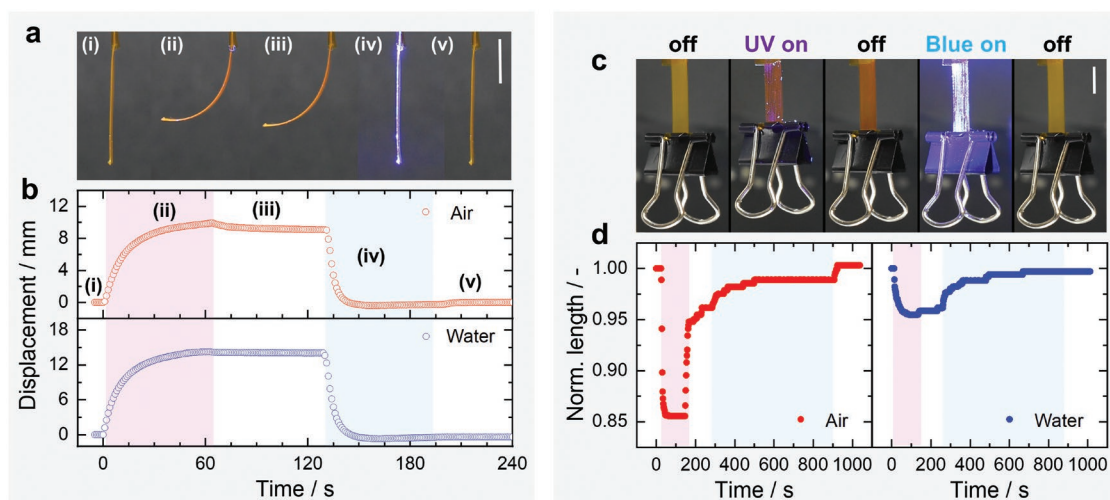 a
(i) (ii) (iii) (iv) (v)
b
Displacement / mm
12
8
4
0
(i) (ii) (iii) (iv) (v)
Air
18
12
6
0
Water
0 60 120 180 240
Time / s
off UV on off Blue on off
c
d
Norm. length / -
1.00
0.95
0.90
0.85
Air
Water
0 200 400 600 800 1000 0 200 400 600 800 1000
Time / s Time / s